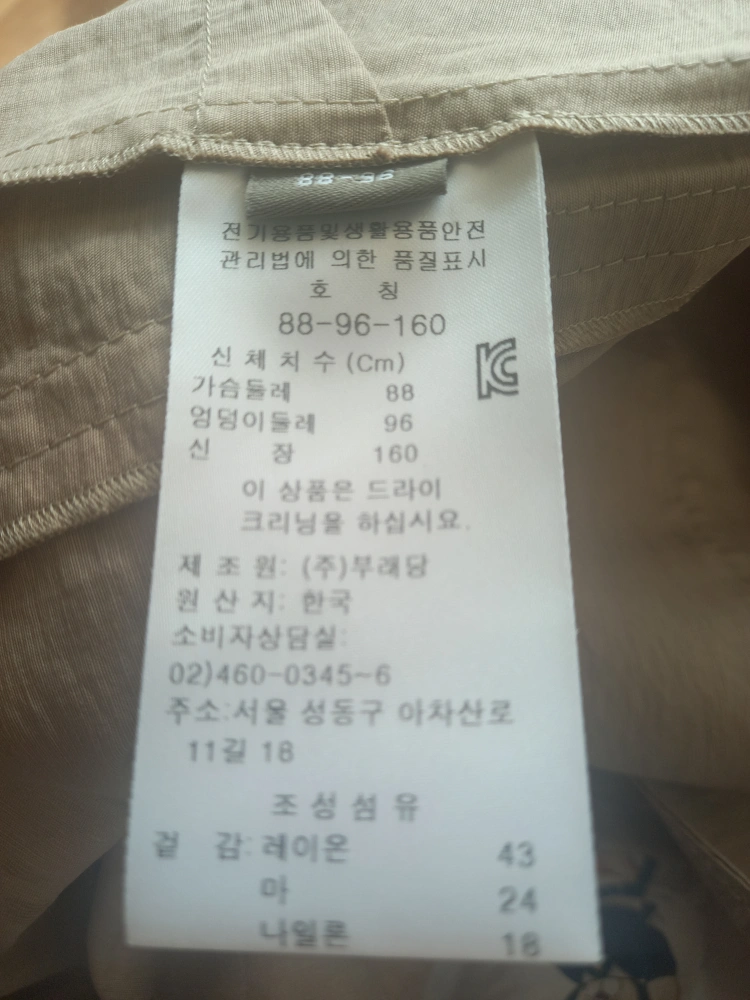 88-96
전기용품및생활용품안전
관리법에 의한 품질표시
호 칭
88-96-160
신 체 치 수 (Cm)
가슴둘레 88
엉덩이둘레 96
신 장 160
이 상품은 드라이
크리닝을 하십시요.
제 조 원: (주)부래당
원 산 지: 한국
소비자상담실:
02)460-0345~6
주소:서울 성동구 아차산로
11길 18
조 성 섬 유
겉 감: 레이온 43
마 24
나일론 18